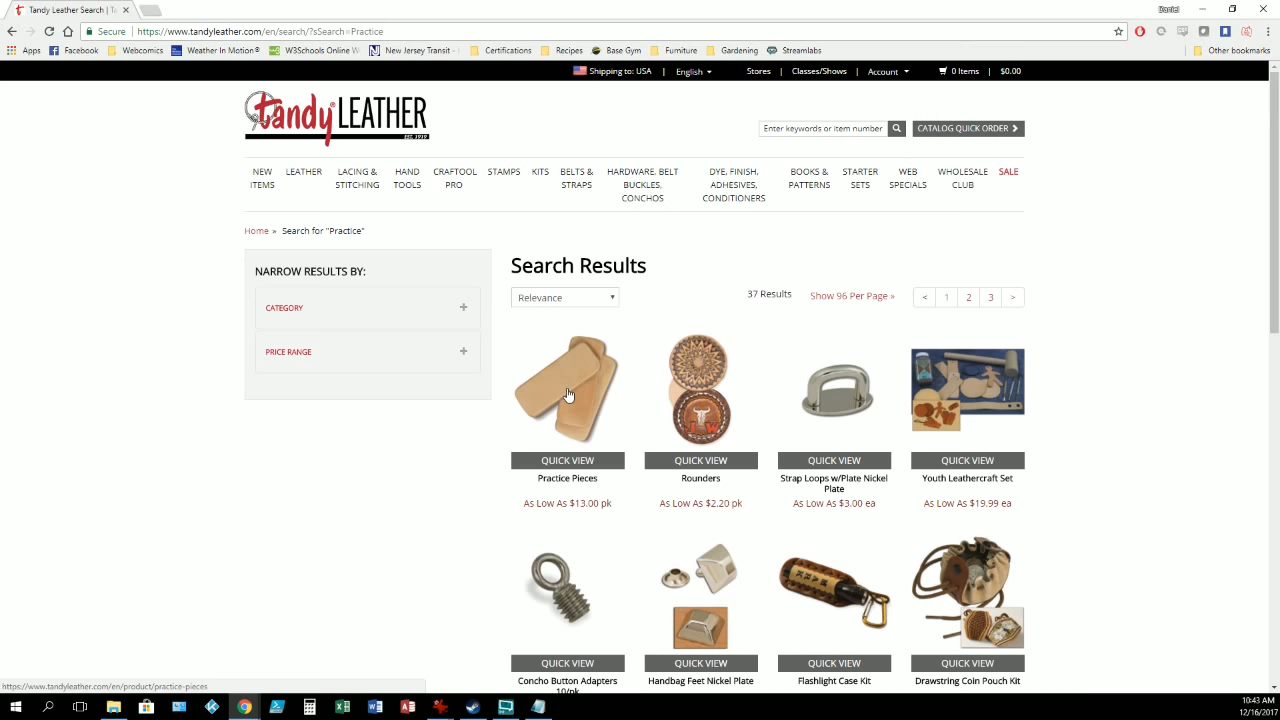 Tandy Leather Search | T
Daniel
Secure
https://www.tandyleather.com/en/search/?sSearch=Practice
Apps
Facebook
Webcomics
Weather In Motion®
W3Schools Online W
New Jersey Transit -
Certifications
Recipes
Base Gym
Furniture
Gardening
Streamlabs
Other bookmarks
Shipping to: USA | English
Stores | Classes/Shows | Account
0 Items | $0.00
tandy® LEATHER
EST. 1919
Enter keywords or item number
CATALOG QUICK ORDER
NEW ITEMS
LEATHER
LACING & STITCHING
HAND TOOLS
CRAFTOOL PRO
STAMPS
KITS
BELTS & STRAPS
HARDWARE, BELT BUCKLES, CONCHOS
DYE, FINISH, ADHESIVES, CONDITIONERS
BOOKS & PATTERNS
STARTER SETS
WEB SPECIALS
WHOLESALE CLUB
SALE
Home » Search for "Practice"
NARROW RESULTS BY:
CATEGORY +
PRICE RANGE +
Search Results
Relevance
37 Results
Show 96 Per Page »
< 1 2 3 >
QUICK VIEW
Practice Pieces
As Low As $13.00 pk
QUICK VIEW
Rounders
As Low As $2.20 pk
QUICK VIEW
Strap Loops w/Plate Nickel
Plate
As Low As $3.00 ea
QUICK VIEW
Youth Leathercraft Set
As Low As $19.99 ea
QUICK VIEW
Concho Button Adapters
10/pk
QUICK VIEW
Handbag Feet Nickel Plate
QUICK VIEW
Flashlight Case Kit
QUICK VIEW
Drawstring Coin Pouch Kit
https://www.tandyleather.com/en/product/practice-pieces
10:43 AM
12/16/2017